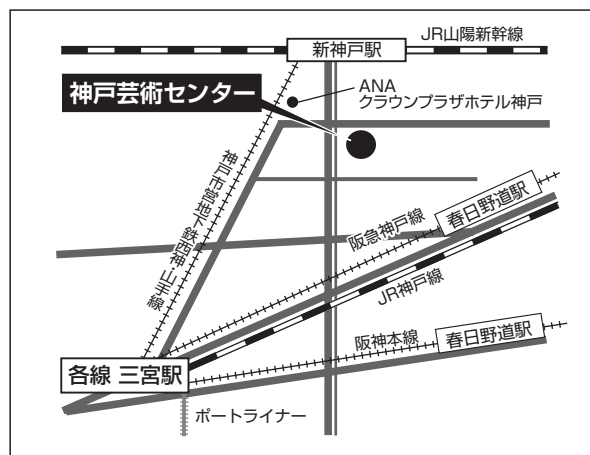 JR山陽新幹線
新神戸駅
神戸芸術センター
ANA
クラウンプラザホテル神戸
神戸市営地下鉄西神・山手線
春日野道駅
阪急神戸線
JR神戸線
阪神本線
春日野道駅
各線 三宮駅
ポートライナー